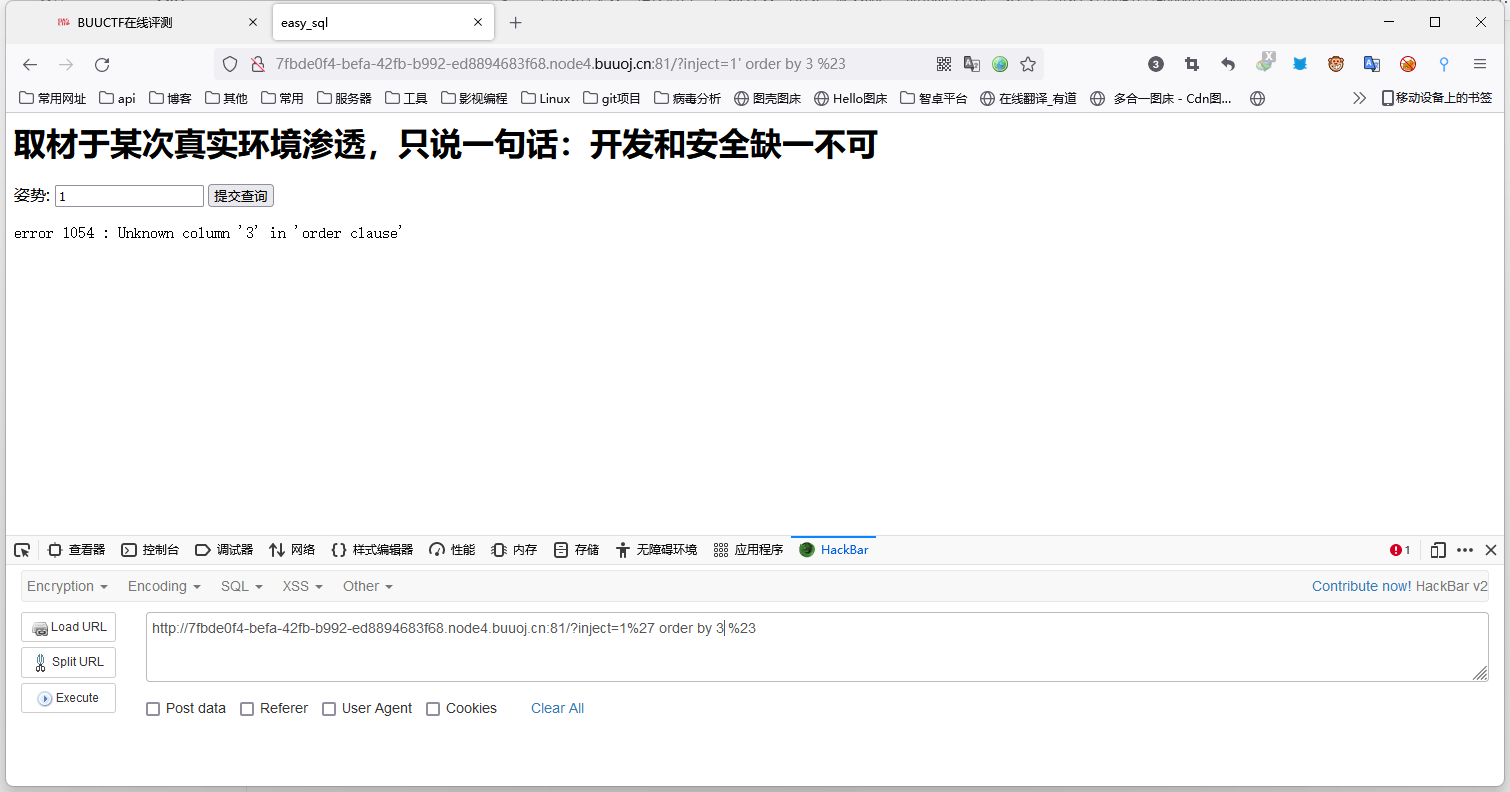 BUUCTF在线评测
easy_sql
7fbde0f4-befa-42fb-b992-ed8894683f68.node4.buuoj.cn:81/?inject=1' order by 3 %23
3
常用网址 api 博客 其他 常用 服务器 工具 影视编程 Linux git项目 病毒分析 图壳图床 Hello图床 智卓平台 在线翻译_有道 多合一图床 - Cdn图... 移动设备上的书签
取材于某次真实环境渗透，只说一句话：开发和安全缺一不可
姿势: 1 提交查询
error 1054 : Unknown column '3' in 'order clause'
查看器 控制台 调试器 网络 样式编辑器 性能 内存 存储 无障碍环境 应用程序 HackBar 1
Encryption Encoding SQL XSS Other Contribute now! HackBar v2
Load URL http://7fbde0f4-befa-42fb-b992-ed8894683f68.node4.buuoj.cn:81/?inject=1%27 order by 3 %23
Split URL
Execute
Post data Referer User Agent Cookies Clear All